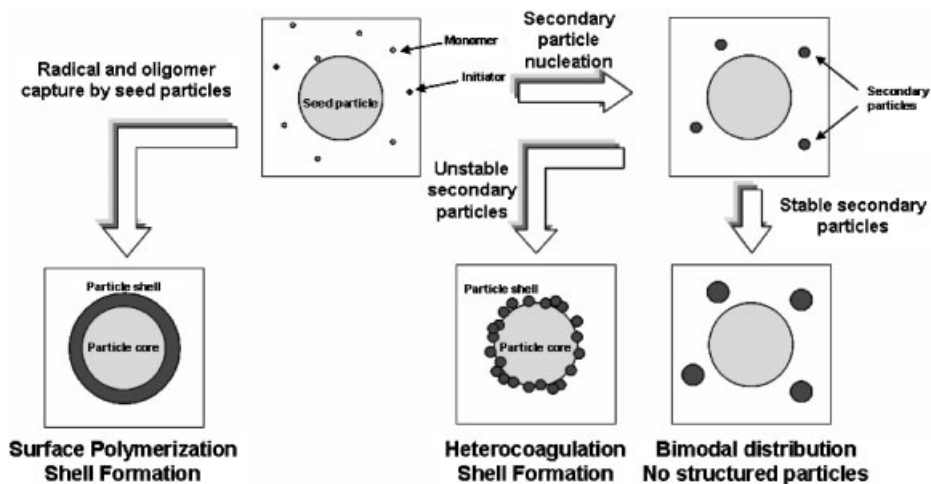 Radical and oligomer
capture by seed particles
Monomer
Initiator
Seed particle
Secondary
particle
nucleation
Secondary
particles
Unstable
secondary
particles
Stable secondary
particles
Particle shell
Particle core
Particle shell
Particle core
Surface Polymerization
Shell Formation
Heterocoagulation
Shell Formation
Bimodal distribution
No structured particles